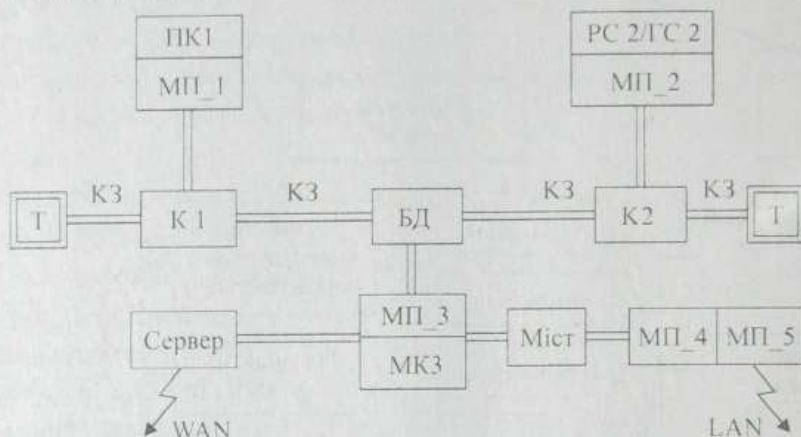 ПК1
РС 2/ГС 2
МП_1
МП_2
КЗ
КЗ
КЗ
КЗ
Т
К 1
БД
К2
Т
МП_3
Сервер
Міст
МП_4
МП_5
МК3
WAN
LAN